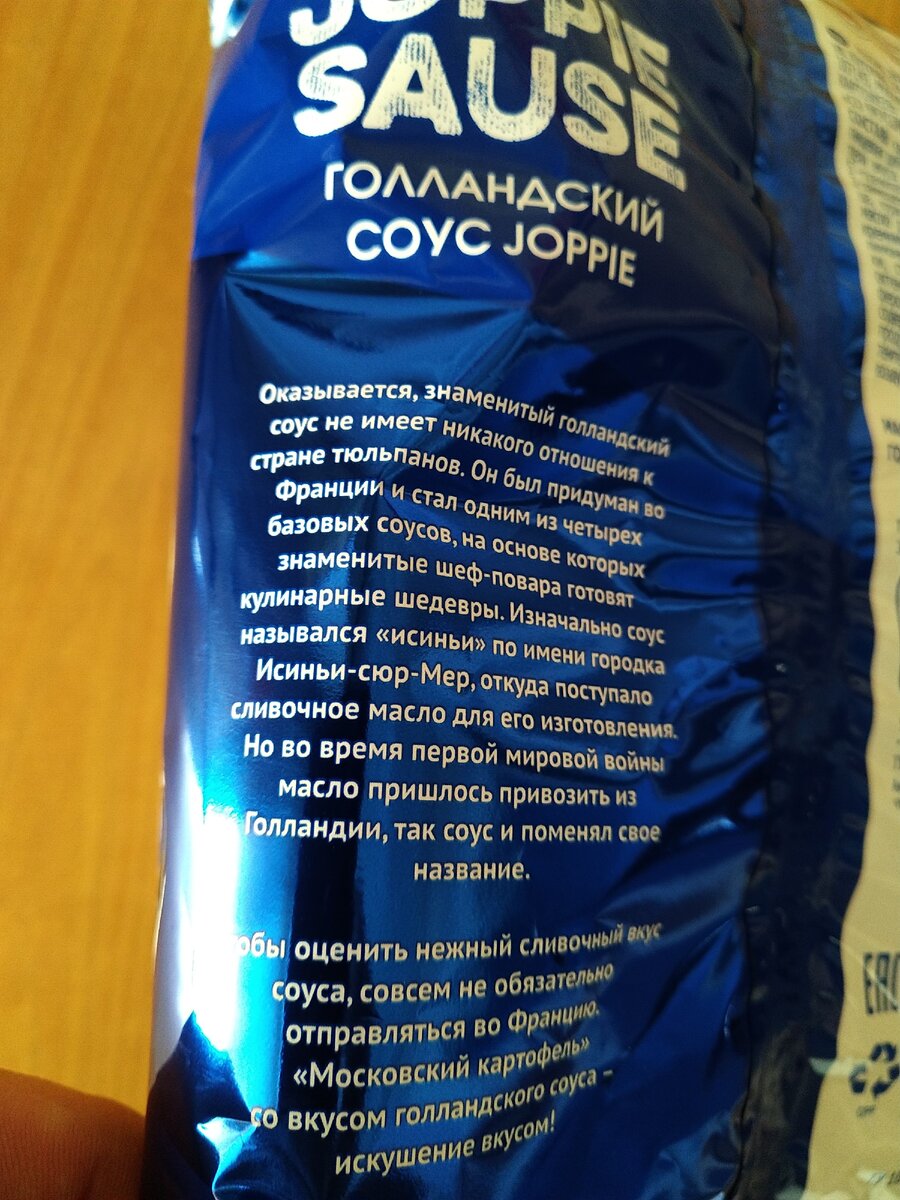 JOPPIE
SAUSE
ГОЛЛАНДСКИЙ
СОУС JOPPIE
Оказывается, знаменитый голландский
соус не имеет никакого отношения к
стране тюльпанов. Он был придуман во
Франции и стал одним из четырех
базовых соусов, на основе которых
знаменитые шеф-повара готовят
кулинарные шедевры. Изначально соус
назывался «исиньи» по имени городка
Исиньи-сюр-Мер, откуда поступало
сливочное масло для его изготовления.
Но во время первой мировой войны
масло пришлось привозить из
Голландии, так соус и поменял свое
название.
обы оценить нежный сливочный вкус
соуса, совсем не обязательно
отправляться во Францию.
«Московский картофель»
со вкусом голландского соуса –
искушение вкусом!